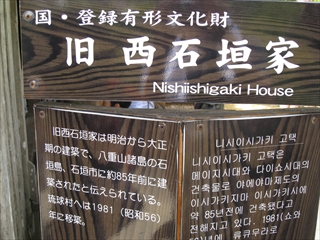 国・登録有形文化財
旧 西石垣家
Nishiishigaki House
旧西石垣家は明治から大正
期の建築で、八重山諸島の石
垣島、石垣市に約85年前に建
築されたと伝えられている。
琉球村へは1981(昭和56)
年に移築。
니시이시가키 고택
니시이시가키 고택은
메이지시대와 다이쇼시대의
건축물로 야에야마제도의
이시가키지마 이시가키시에
약 85년전에 건축됐다고
전해지고 있다. 1981(쇼와
류큐무라로